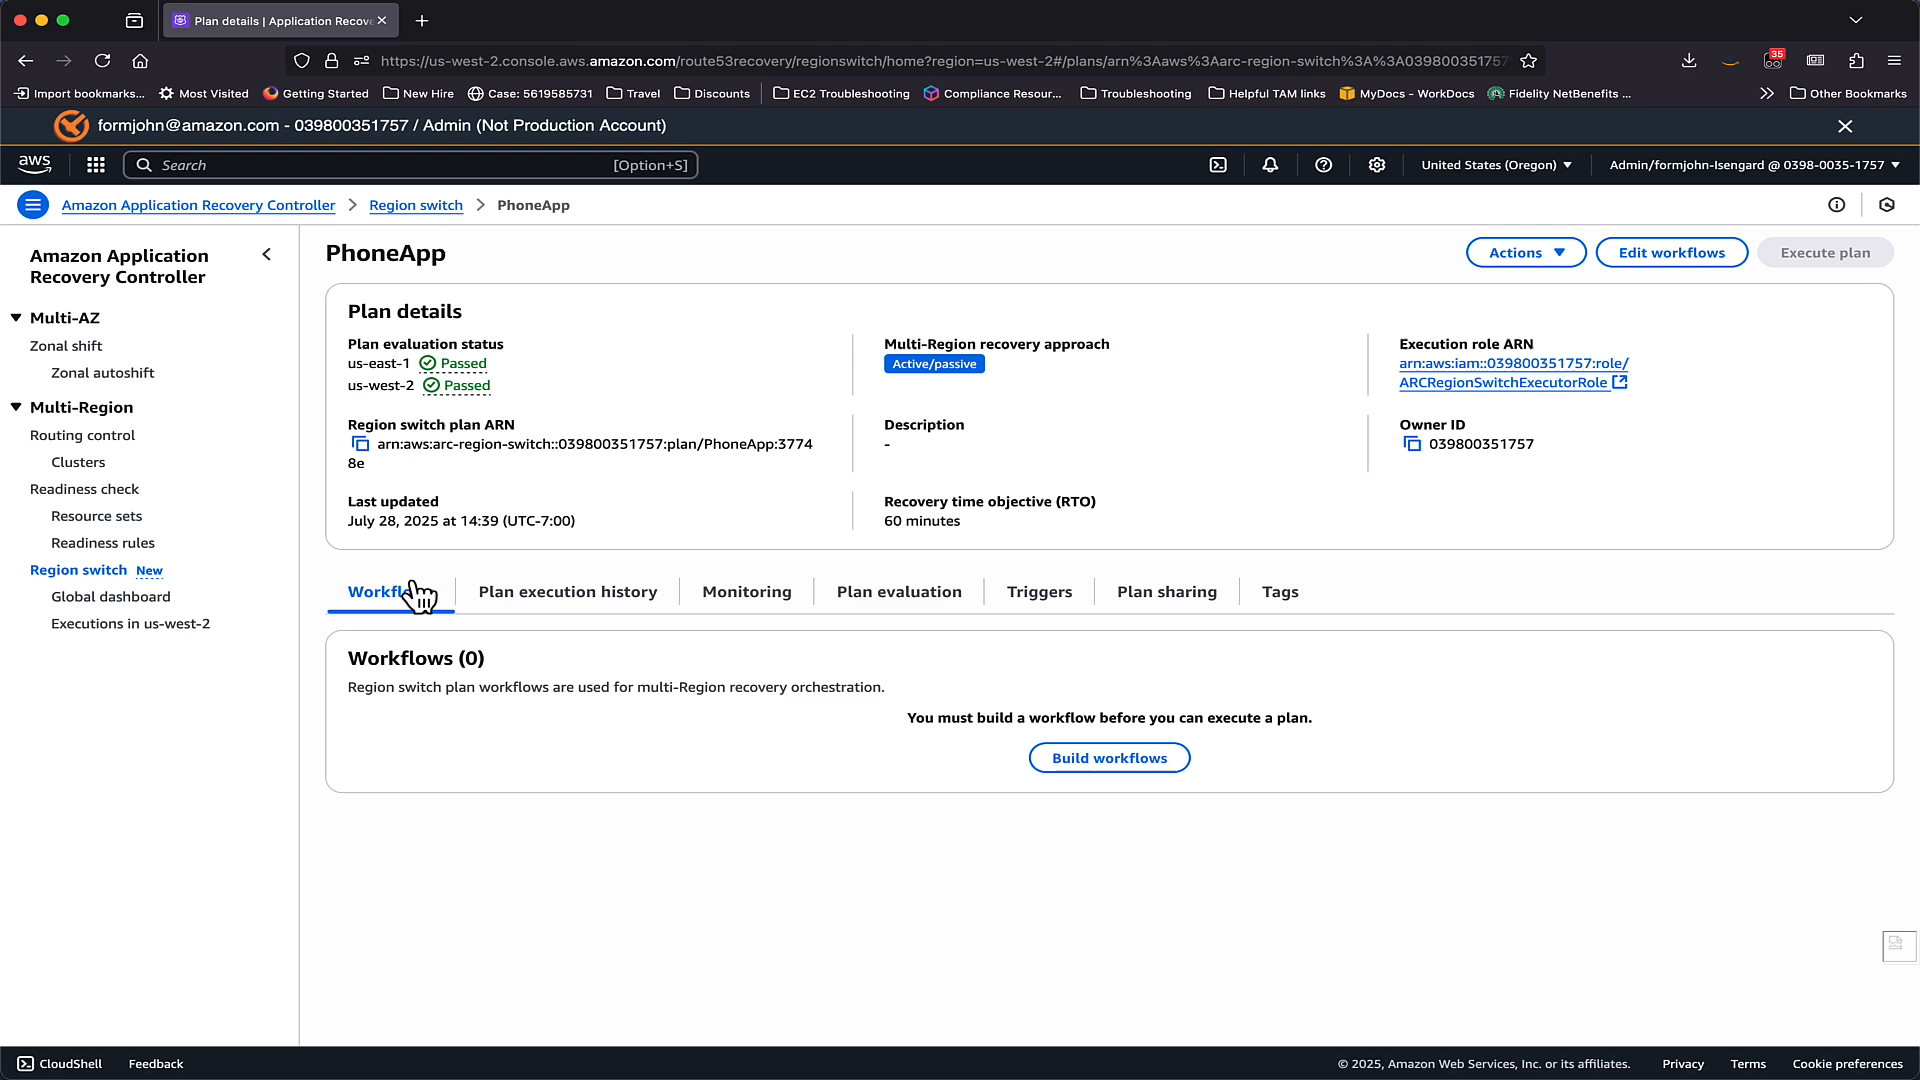 Plan details | Application Recove
https://us-west-2.console.aws.amazon.com/route53recovery/regionswitch/home?region=us-west-2#/plans/arn%3Aaws%3Aarc-region-switch%3A%3A039800351757
35
Import bookmarks...
Most Visited
Getting Started
New Hire
Case: 5619585731
Travel
Discounts
EC2 Troubleshooting
Compliance Resour...
Troubleshooting
Helpful TAM links
MyDocs - WorkDocs
Fidelity NetBenefits ...
Other Bookmarks
formjohn@amazon.com - 039800351757 / Admin (Not Production Account)
aws
Search
[Option+S]
United States (Oregon)
Admin/formjohn-Isengard @ 0398-0035-1757
Amazon Application Recovery Controller
Region switch
PhoneApp
Amazon Application
Recovery Controller
Multi-AZ
Zonal shift
Zonal autoshift
Multi-Region
Routing control
Clusters
Readiness check
Resource sets
Readiness rules
Region switch New
Global dashboard
Executions in us-west-2
PhoneApp
Actions
Edit workflows
Execute plan
Plan details
Plan evaluation status
us-east-1 Passed
us-west-2 Passed
Multi-Region recovery approach
Active/passive
Execution role ARN
arn:aws:iam::039800351757:role/
ARCRegionSwitchExecutorRole
Region switch plan ARN
arn:aws:arc-region-switch::039800351757:plan/PhoneApp:3774
8e
Description
-
Owner ID
039800351757
Last updated
July 28, 2025 at 14:39 (UTC-7:00)
Recovery time objective (RTO)
60 minutes
Workfl
Plan execution history
Monitoring
Plan evaluation
Triggers
Plan sharing
Tags
Workflows (0)
Region switch plan workflows are used for multi-Region recovery orchestration.
You must build a workflow before you can execute a plan.
Build workflows
CloudShell
Feedback
© 2025, Amazon Web Services, Inc. or its affiliates.
Privacy
Terms
Cookie preferences